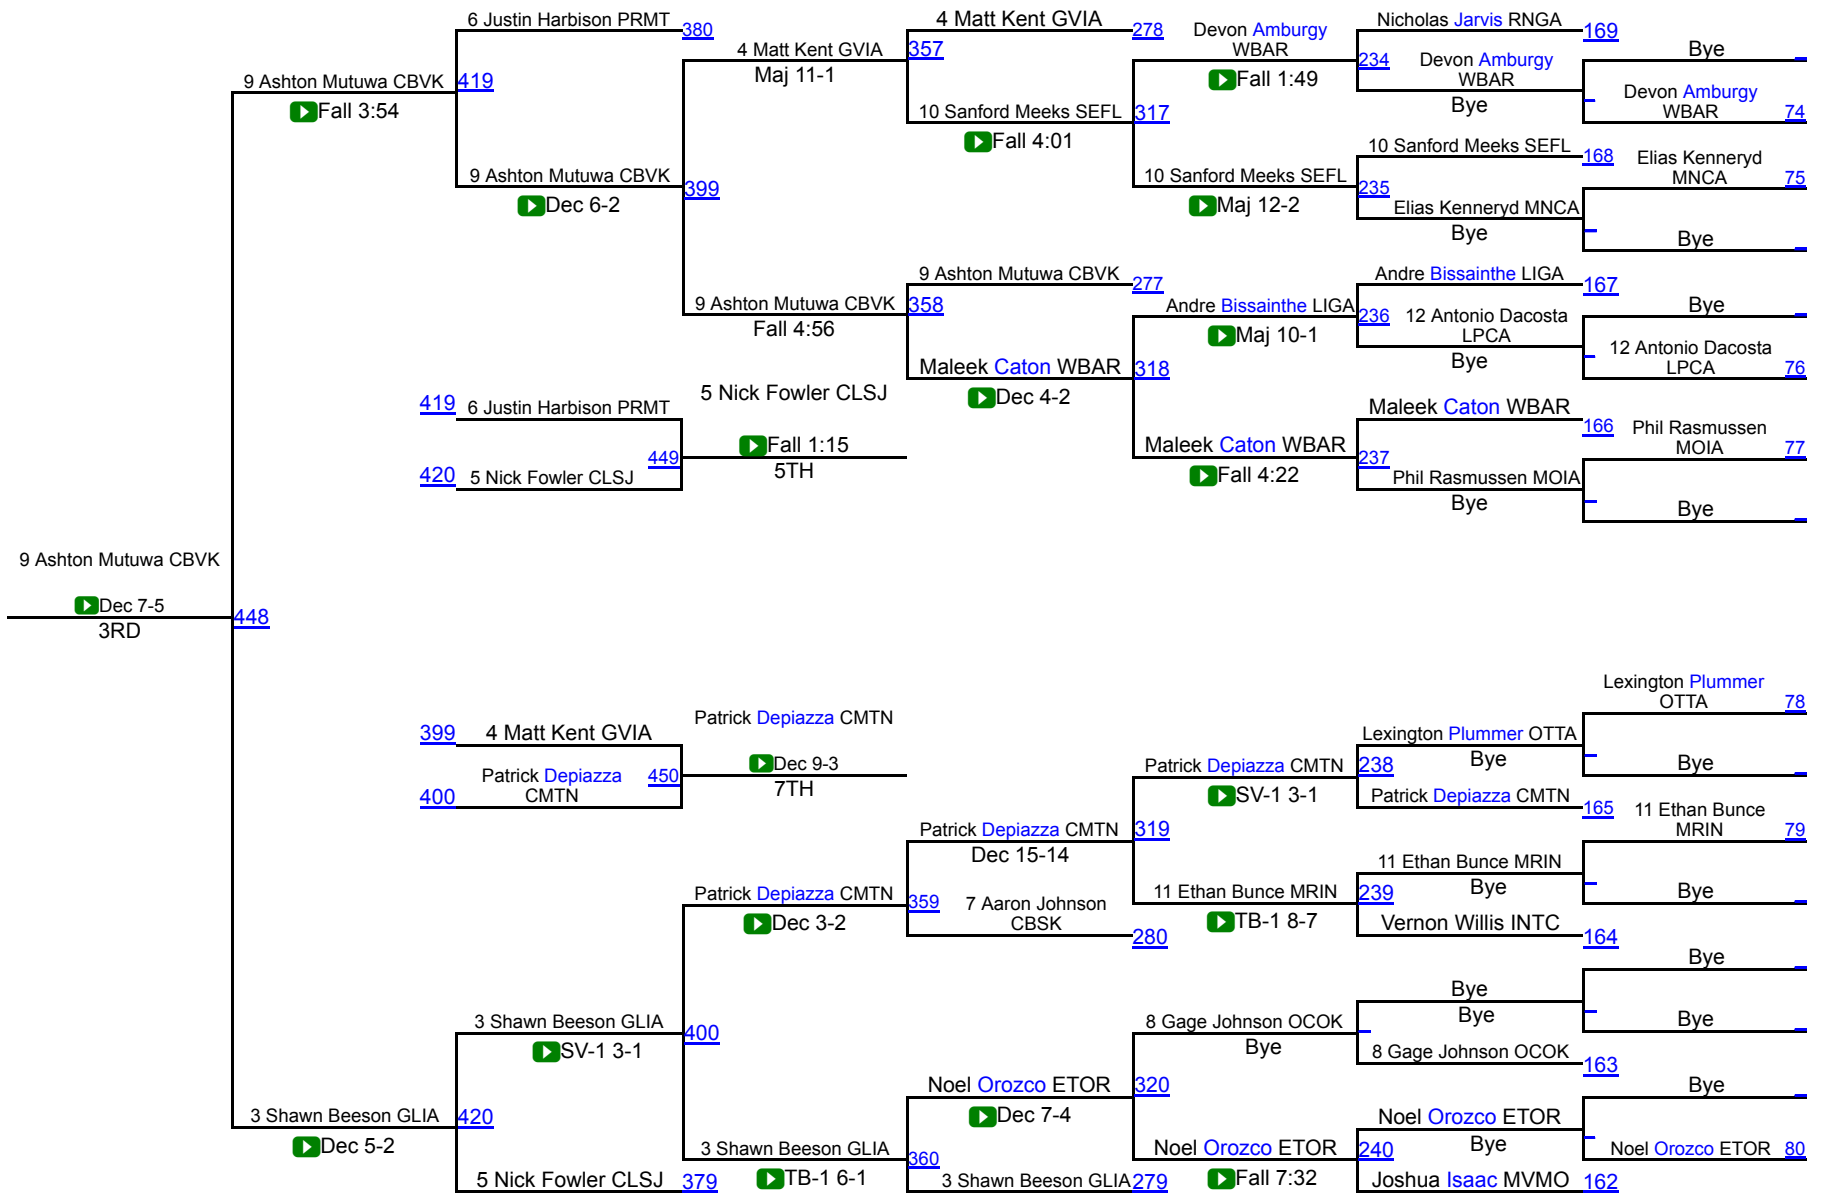 6 Justin Harbison PRMT
380
9 Ashton Mutuwa CBVK
419
Fall 3:54
9 Ashton Mutuwa CBVK
Dec 6-2
4 Matt Kent GVIA
Maj 11-1
399
9 Ashton Mutuwa CBVK
Fall 4:56
4 Matt Kent GVIA
278
357
10 Sanford Meeks SEFL
Fall 4:01
317
Devon Amburgy
WBAR
Fall 1:49
10 Sanford Meeks SEFL
Maj 12-2
Nicholas Jarvis RNGA
169
234
Devon Amburgy
WBAR
Bye
Bye
Devon Amburgy
WBAR
74
10 Sanford Meeks SEFL
168
235
Elias Kenneryd MNCA
Bye
Elias Kenneryd
MNCA
75
Bye
9 Ashton Mutuwa CBVK
277
358
Maleek Caton WBAR
Dec 4-2
318
Andre Bissainthe LIGA
Maj 10-1
Maleek Caton WBAR
Fall 4:22
Andre Bissainthe LIGA
167
236
12 Antonio Dacosta
LPCA
Bye
Bye
12 Antonio Dacosta
LPCA
76
Maleek Caton WBAR
166
237
Phil Rasmussen MOIA
Bye
Phil Rasmussen
MOIA
77
Bye
419
6 Justin Harbison PRMT
420
5 Nick Fowler CLSJ
449
5 Nick Fowler CLSJ
Fall 1:15
5TH
9 Ashton Mutuwa CBVK
Dec 7-5
3RD
448
399
4 Matt Kent GVIA
400
Patrick Depiazza
CMTN
450
Patrick Depiazza CMTN
Dec 9-3
7TH
Lexington Plummer
OTTA
78
Lexington Plummer OTTA
Bye
Bye
238
Patrick Depiazza CMTN
SV-1 3-1
Patrick Depiazza CMTN
165
11 Ethan Bunce
MRIN
79
Patrick Depiazza CMTN
Dec 15-14
319
11 Ethan Bunce MRIN
Bye
Bye
239
11 Ethan Bunce MRIN
TB-1 8-7
Vernon Willis INTC
164
Patrick Depiazza CMTN
Dec 3-2
359
7 Aaron Johnson
CBSK
280
Bye
Bye
Bye
Bye
8 Gage Johnson OCOK
Bye
8 Gage Johnson OCOK
163
3 Shawn Beeson GLIA
SV-1 3-1
400
Noel Orozco ETOR
Dec 7-4
320
Bye
3 Shawn Beeson GLIA
Dec 5-2
420
Noel Orozco ETOR
Bye
Noel Orozco ETOR
80
3 Shawn Beeson GLIA
TB-1 6-1
360
Noel Orozco ETOR
Fall 7:32
240
5 Nick Fowler CLSJ
379
3 Shawn Beeson GLIA
279
Joshua Isaac MVMO
162